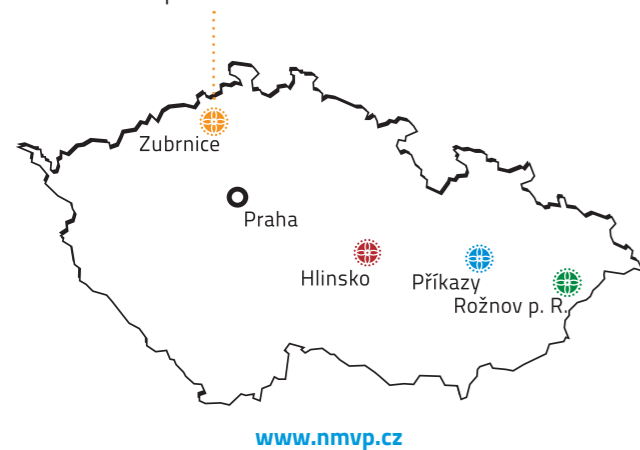 Zubrnice
Praha
Hlinsko
Příkazy
Rožnov p. R.
www.nmvp.cz